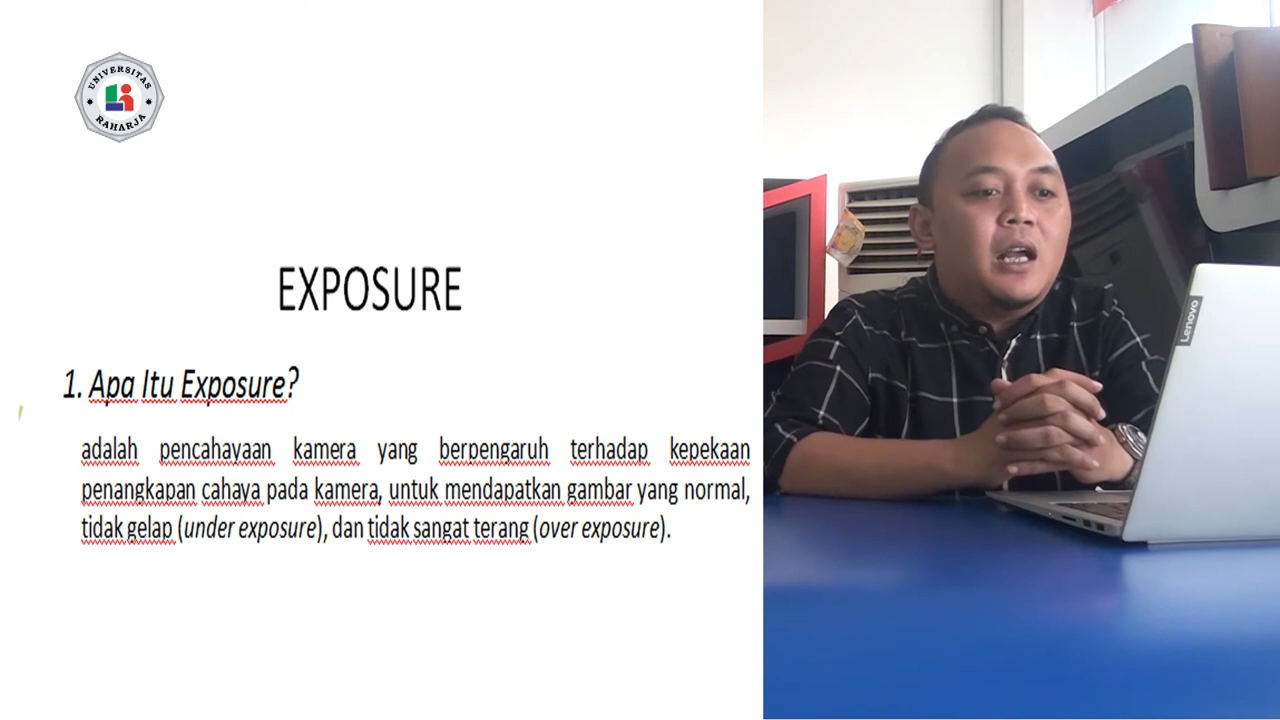 UNIVERSITAS
RAHARJA
EXPOSURE
1. Apa Itu Exposure?
adalah pencahayaan kamera yang berpengaruh terhadap kepekaan
penangkapan cahaya pada kamera, untuk mendapatkan gambar yang normal,
tidak gelap (under exposure), dan tidak sangat terang (over exposure).
Lenovo